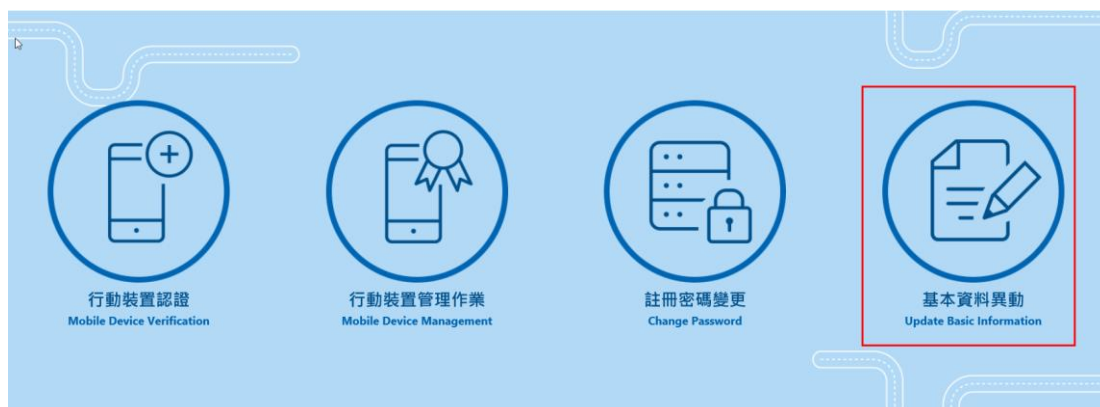 行動裝置認證
Mobile Device Verification
行動裝置管理作業
Mobile Device Management
註冊密碼變更
Change Password
基本資料異動
Update Basic Information